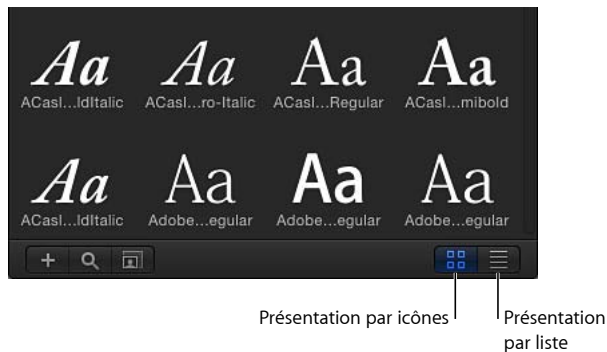 Aa Aa Aa Aa
ACasl...ldItalic ACasl...ro-Italic ACasl...Regular ACasl...mibold
Aa Aa Aa Aa
ACasl...ldItalic Adobe...egular Adobe...egular Adobe...egular
Présentation par icônes
Présentation
par liste